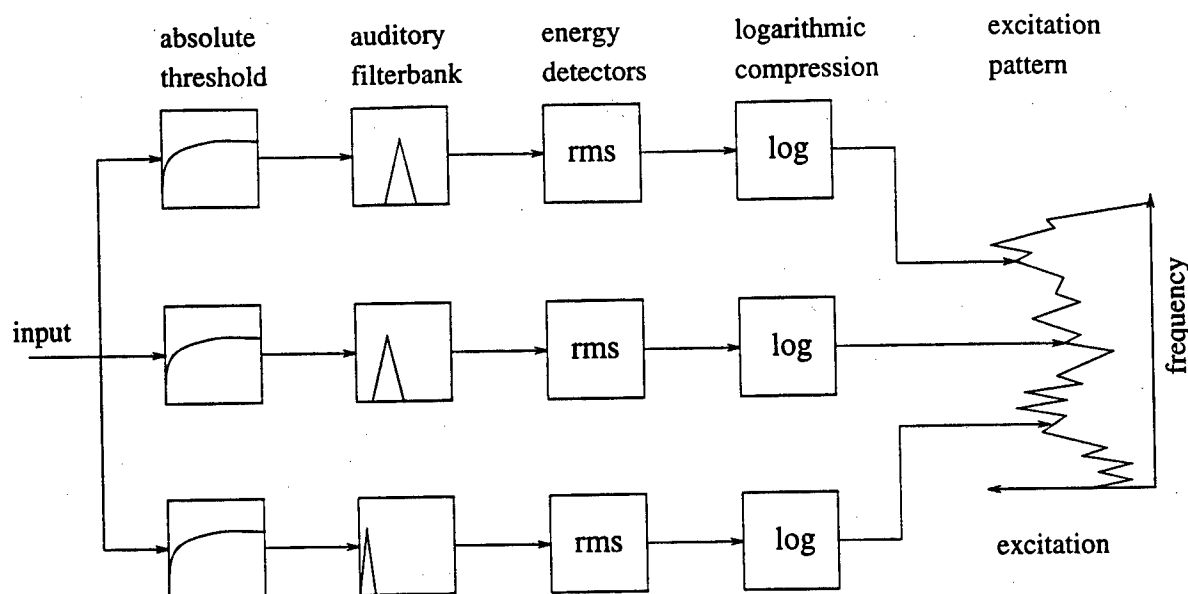 absolute
threshold
auditory
filterbank
energy
detectors
logarithmic
compression
excitation
pattern
rms
log
input
rms
log
frequency
rms
log
excitation